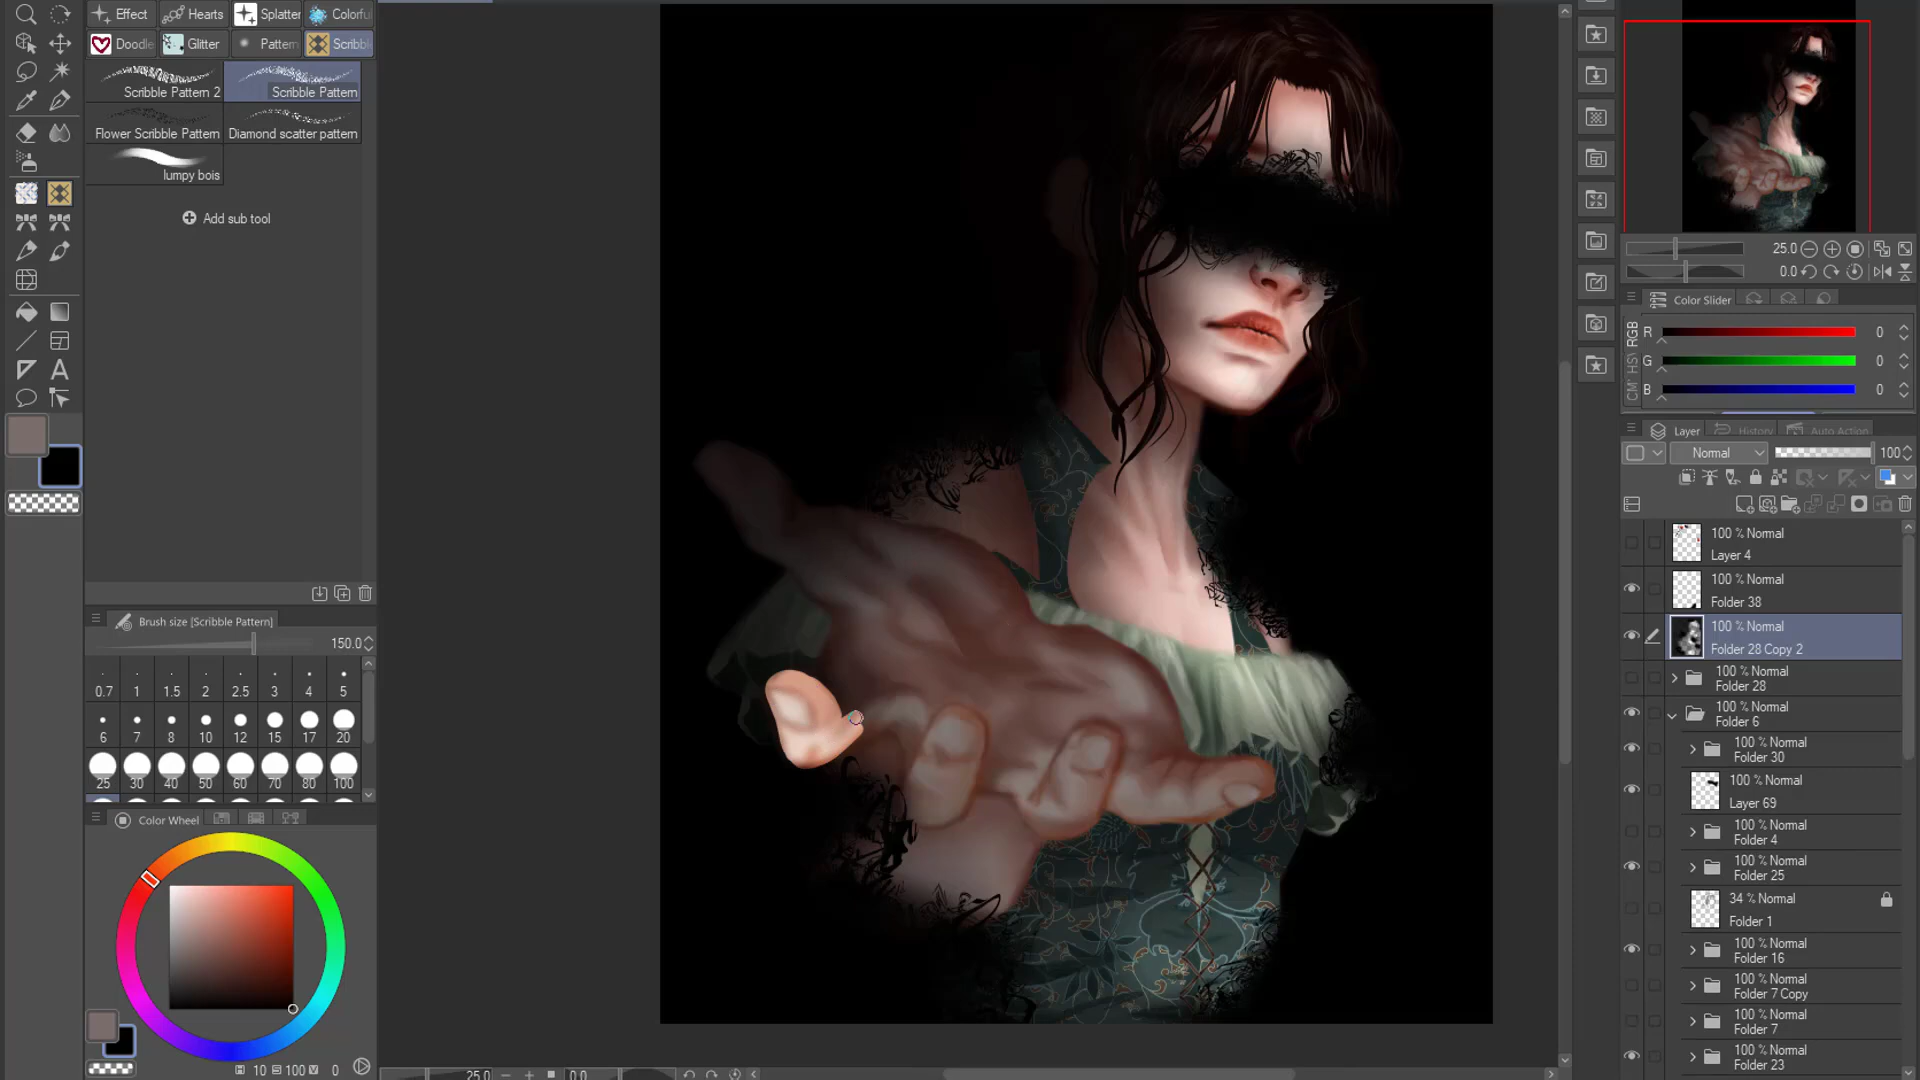 Effect
Hearts
Splatter
Colorful
Doodle
Glitter
Pattern
Scribbl
Scribble Pattern 2
Scribble Pattern
Flower Scribble Pattern
Diamond scatter pattern
lumpy bois
Add sub tool
Brush size [Scribble Pattern]
150.0
0.7 1 1.5 2 2.5 3 4 5
6 7 8 10 12 15 17 20
25 30 40 50 60 70 80 100
Color Wheel
H 10 S 100 V 0
25.0
0.0
25.0
0.0
Color Slider
RGB
HSV
CM
R 0
G 0
B 0
Layer
History
Auto Action
Normal
100
100 % Normal
Layer 4
100 % Normal
Folder 38
100 % Normal
Folder 28 Copy 2
100 % Normal
Folder 28
100 % Normal
Folder 6
100 % Normal
Folder 30
100 % Normal
Layer 69
100 % Normal
Folder 4
100 % Normal
Folder 25
34 % Normal
Folder 1
100 % Normal
Folder 16
100 % Normal
Folder 7 Copy
100 % Normal
Folder 7
100 % Normal
Folder 23